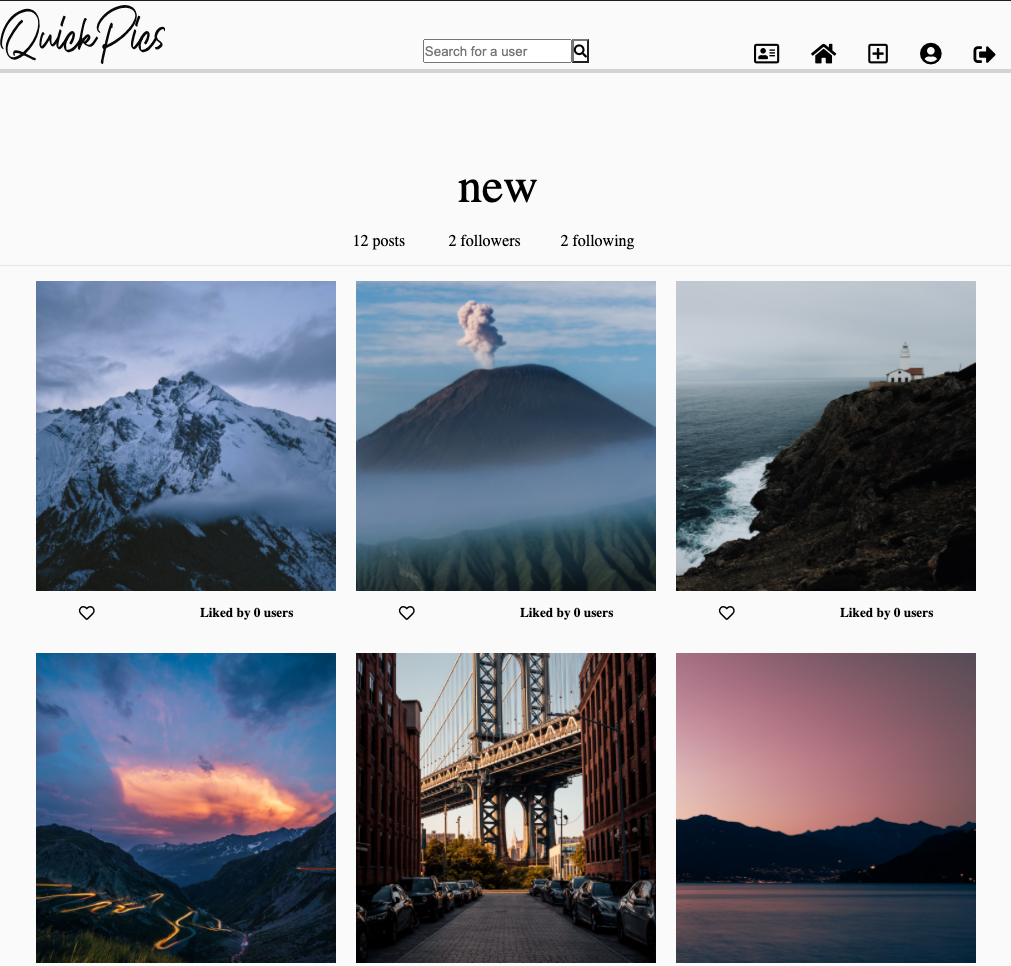 QuickPics
Search for a user
new
12 posts 2 followers 2 following
Liked by 0 users Liked by 0 users Liked by 0 users